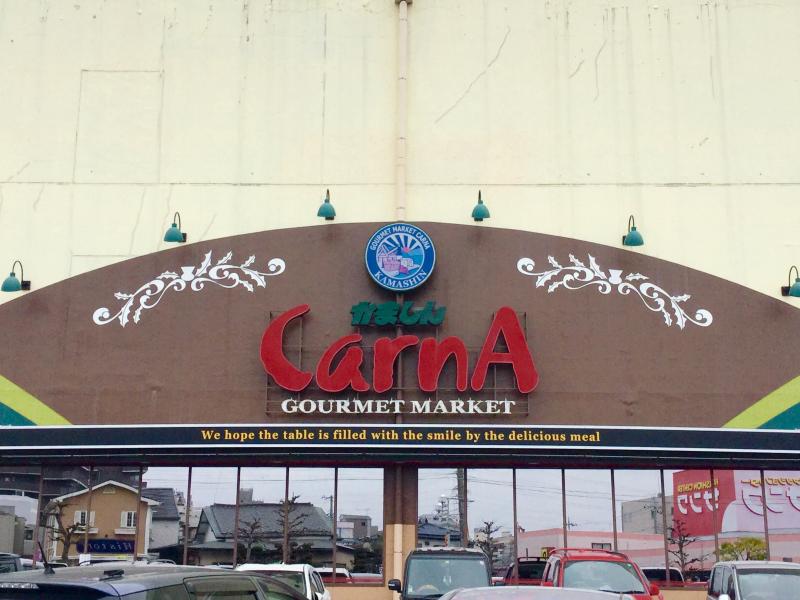 GOURMET MARKET CARNA
KAMASHIN
かましん
CarnA
GOURMET MARKET
We hope the table is filled with the smile by the delicious meal